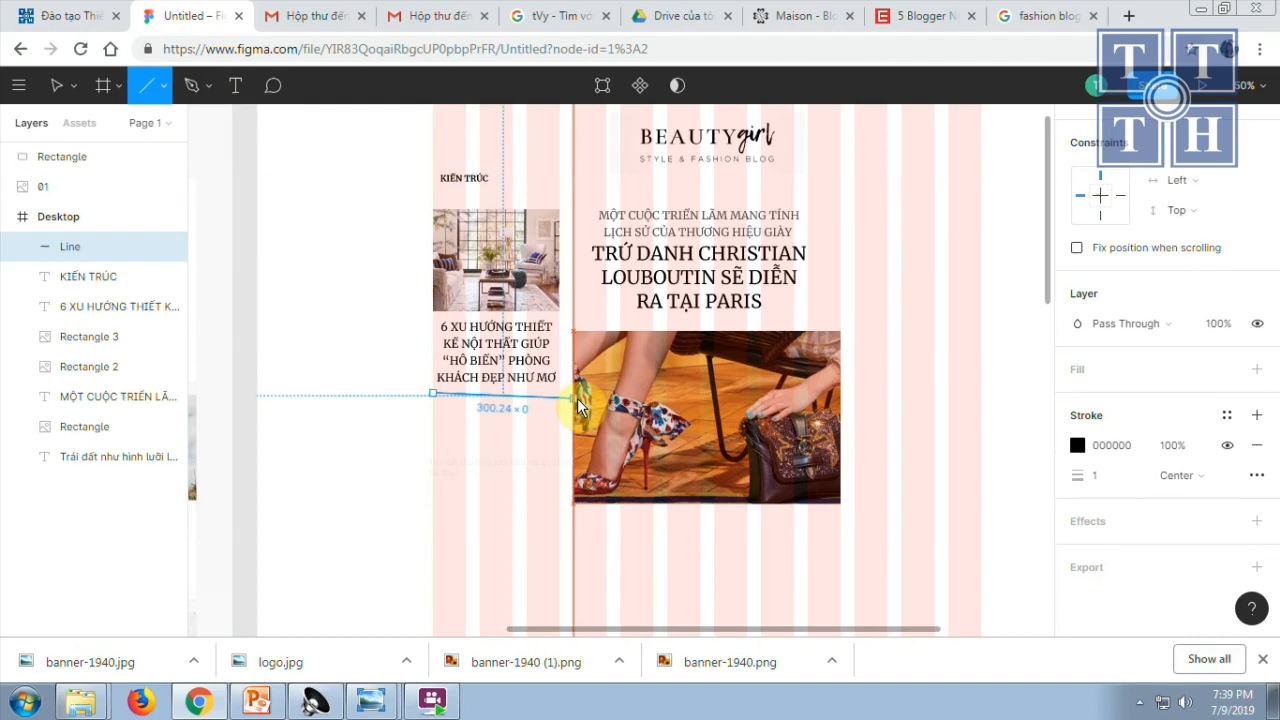 Đào tạo Thiế
Untitled – Fi
Hộp thư đến
Hộp thư đến
tVy - Tìm vớ
Drive của tô
Maison - Blo
5 Blogger N
fashion blog
https://www.figma.com/file/YIR83QoqaiRbgcUP0pbpPrFR/Untitled?node-id=1%3A2
50%
T T
T H
Layers
Assets
Page 1
Rectangle
01
Desktop
Line
KIẾN TRÚC
6 XU HƯỚNG THIẾT K...
Rectangle 3
Rectangle 2
MỘT CUỘC TRIỂN LÃ...
Rectangle
Trái đất như hình lưỡi l...
BEAUTYgirl
STYLE & FASHION BLOG
KIẾN TRÚC
6 XU HƯỚNG THIẾT
KẾ NỘI THẤT GIÚP
“HÔ BIẾN” PHÒNG
KHÁCH ĐẸP NHƯ MƠ
300.24 × 0
MỘT CUỘC TRIỂN LÃM MANG TÍNH
LỊCH SỬ CỦA THƯƠNG HIỆU GIÀY
TRỨ DANH CHRISTIAN
LOUBOUTIN SẼ DIỄN
RA TẠI PARIS
Constraints
Left
Top
Fix position when scrolling
Layer
Pass Through
100%
Fill
Stroke
000000
100%
1
Center
Effects
Export
?
banner-1940.jpg
logo.jpg
banner-1940 (1).png
banner-1940.png
Show all
7:39 PM
7/9/2019